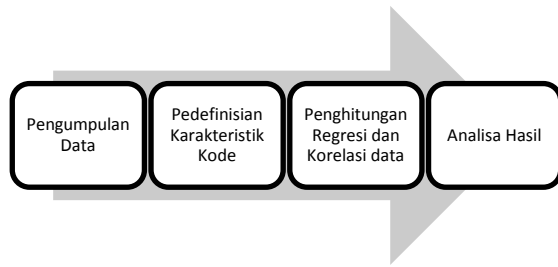 Pengumpulan
Data
Pedefinisian
Karakteristik
Kode
Penghitungan
Regresi dan
Korelasi data
Analisa Hasil